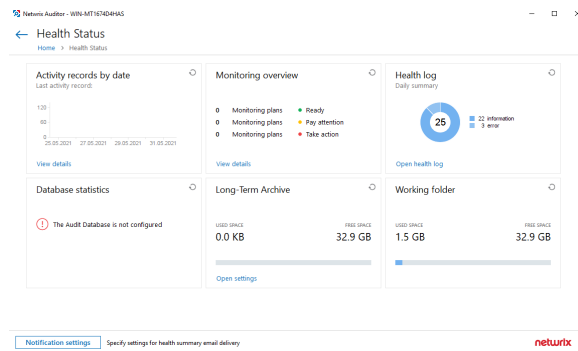 Netwrix Auditor - WIN-MT1674D4HAS
Health Status
Home > Health Status
Activity records by date
Last activity record:
120
60
0
25.05.2021 27.05.2021 29.05.2021 31.05.2021
View details
Monitoring overview
0 Monitoring plans Ready
0 Monitoring plans Pay attention
0 Monitoring plans Take action
View details
Health log
Daily summary
25
22 information
3 error
Open health log
Database statistics
The Audit Database is not configured
Long-Term Archive
USED SPACE FREE SPACE
0.0 KB 32.9 GB
Open settings
Working folder
USED SPACE FREE SPACE
1.5 GB 32.9 GB
Notification settings Specify settings for health summary email delivery
netwrix